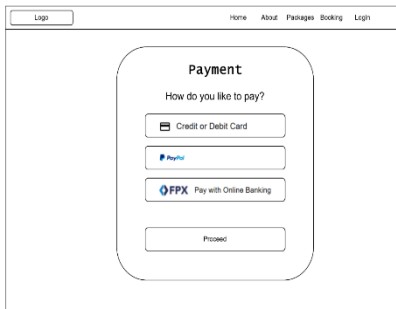 Logo Home About Packages Booking Login
Payment
How do you like to pay?
Credit or Debit Card
PayPal
FPX Pay with Online Banking
Proceed